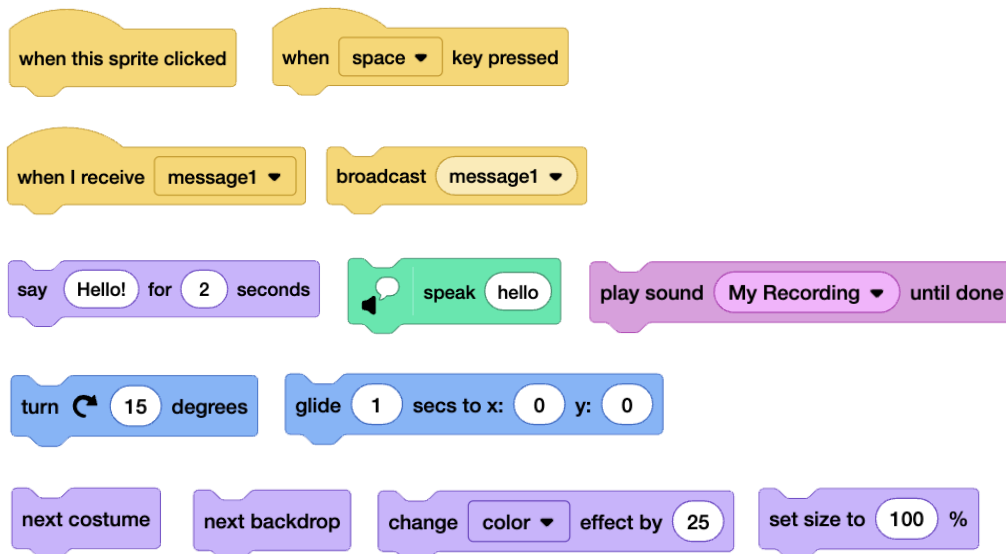 when this sprite clicked when space key pressed
when I receive message1 broadcast message1
say Hello! for 2 seconds speak hello play sound My Recording until done
turn 15 degrees glide 1 secs to x: 0 y: 0
next costume next backdrop change color effect by 25 set size to 100 %